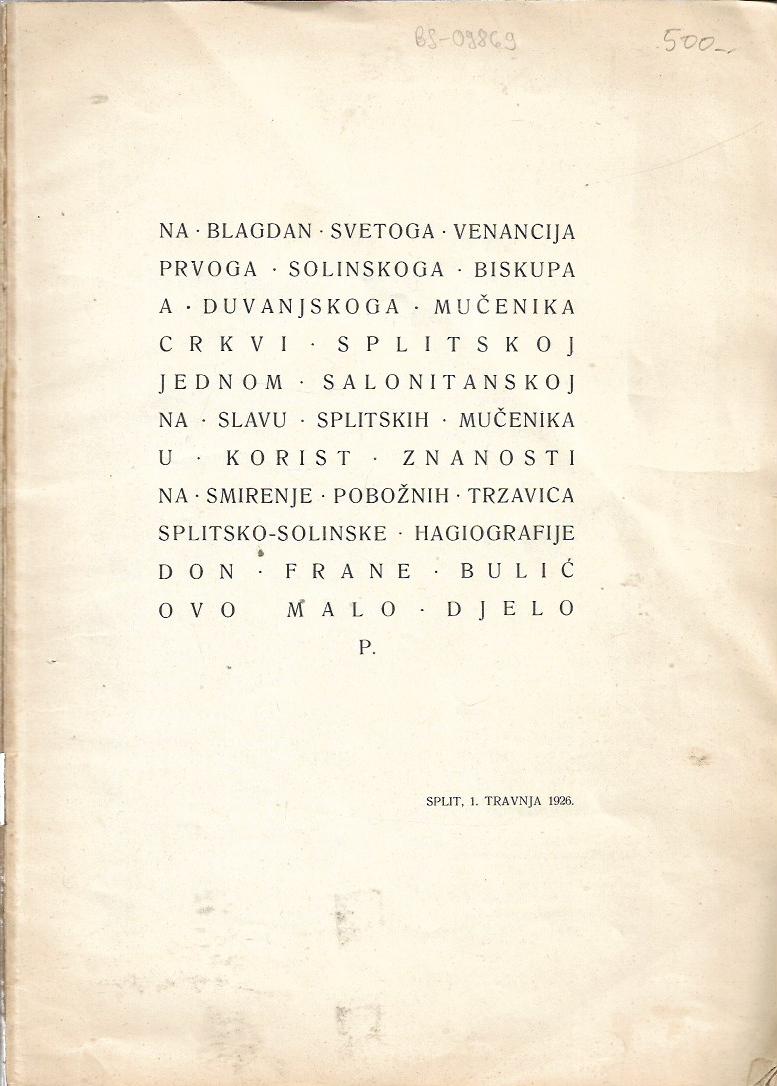 BS-09869 500-
NA · BLAGDAN · SVETOGA · VENANCIJA
PRVOGA · SOLINSKOGA · BISKUPA
A · DUVANJSKOGA · MUČENIKA
CRKVI · SPLITSKOJ
JEDNOM · SALONITANSKOJ
NA · SLAVU · SPLITSKIH · MUČENIKA
U · KORIST · ZNANOSTI
NA · SMIRENJE · POBOŽNIH · TRZAVICA
SPLITSKO-SOLINSKE · HAGIOGRAFIJE
DON · FRANE · BULIĆ
OVO MALO · DJELO
P.
SPLIT, 1. TRAVNJA 1926.